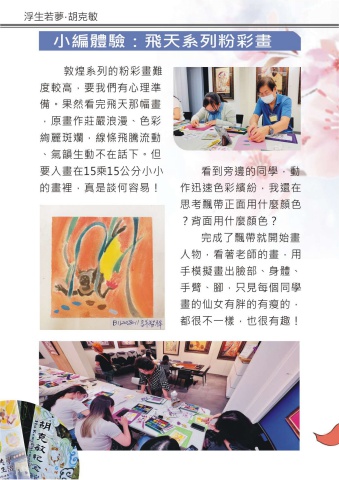 浮生若夢·胡克敏
小編體驗：飛天系列粉彩畫
敦煌系列的粉彩畫難
度較高，要我們有心理準
備。果然看完飛天那幅畫
，原畫作莊嚴浪漫、色彩
絢麗斑斕，線條飛騰流動
、氣韻生動不在話下。但
要入畫在15乘15公分小小
的畫裡，真是談何容易！
看到旁邊的同學，動
作迅速色彩繽紛，我還在
思考飄帶正面用什麼顏色
？背面用什麼顏色？
完成了飄帶就開始畫
人物，看著老師的畫，用
手模擬畫出臉部、身體、
手臂、腳，只見每個同學
畫的仙女有胖的有瘦的，
都很不一樣，也很有趣！
胡克敏紀念